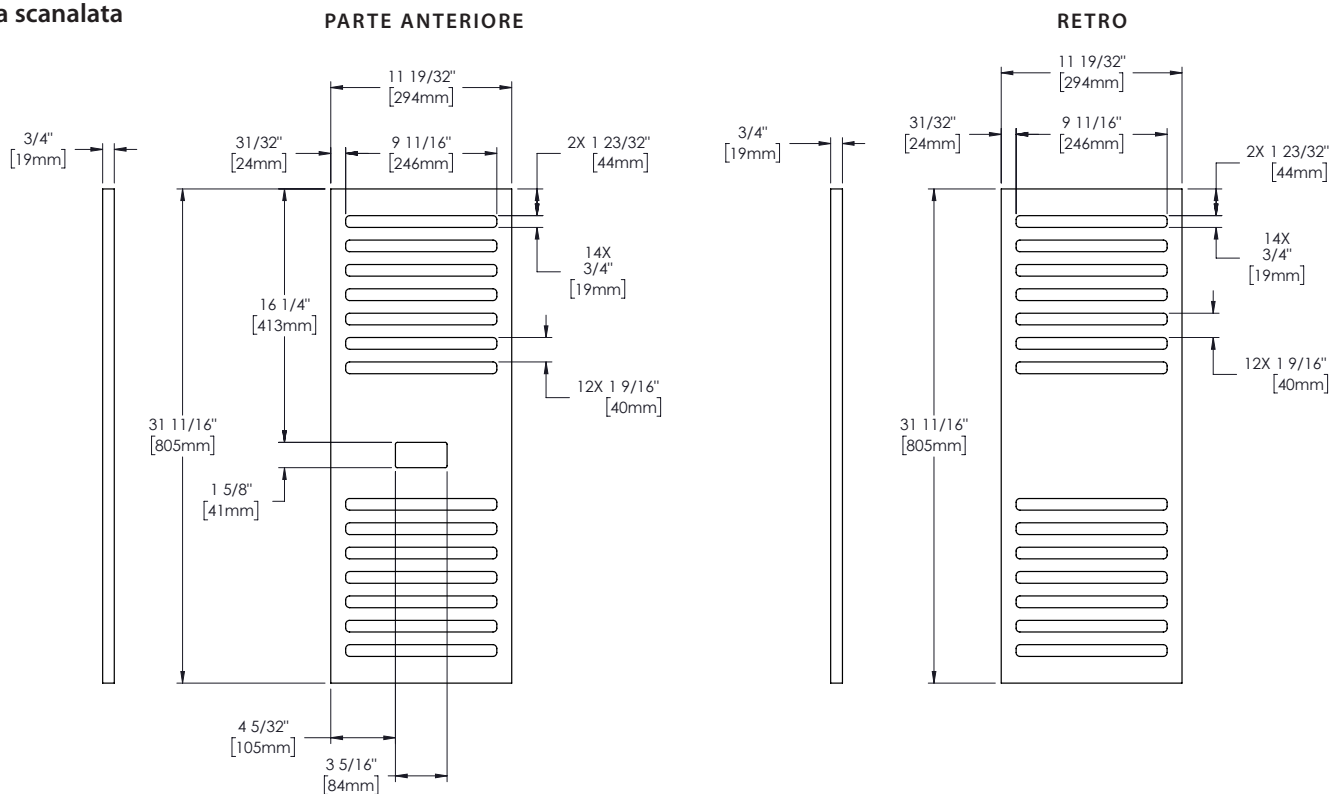 a scanalata
PARTE ANTERIORE
11 19/32"
[294mm]
3/4"
[19mm]
31/32"
[24mm]
9 11/16"
[246mm]
2X 1 23/32"
[44mm]
14X
3/4"
[19mm]
16 1/4"
[413mm]
12X 1 9/16"
[40mm]
31 11/16"
[805mm]
1 5/8"
[41mm]
4 5/32"
[105mm]
3 5/16"
[84mm]
RETRO
11 19/32"
[294mm]
3/4"
[19mm]
31/32"
[24mm]
9 11/16"
[246mm]
2X 1 23/32"
[44mm]
14X
3/4"
[19mm]
12X 1 9/16"
[40mm]
31 11/16"
[805mm]